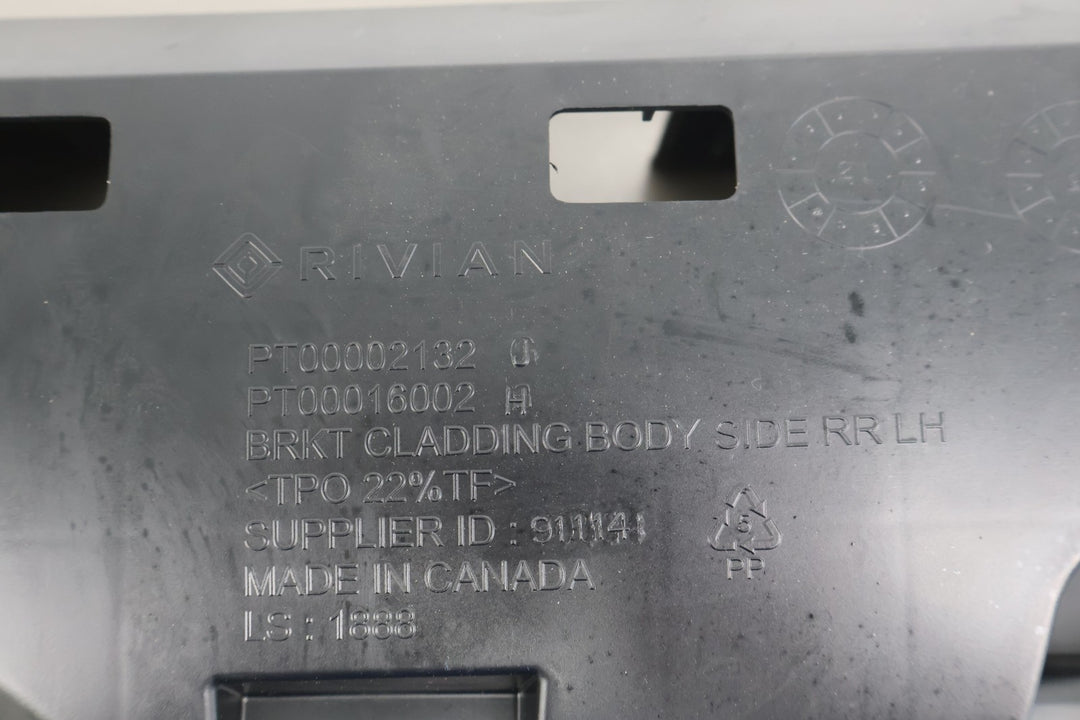 RIVIAN
PT00002132
PT00016002 H
BRKT CLADDING BODY SIDE RR LH
<TPO 22%TF>
SUPPLIER ID :
5
MADE IN CANADA
PP
LS : 1888